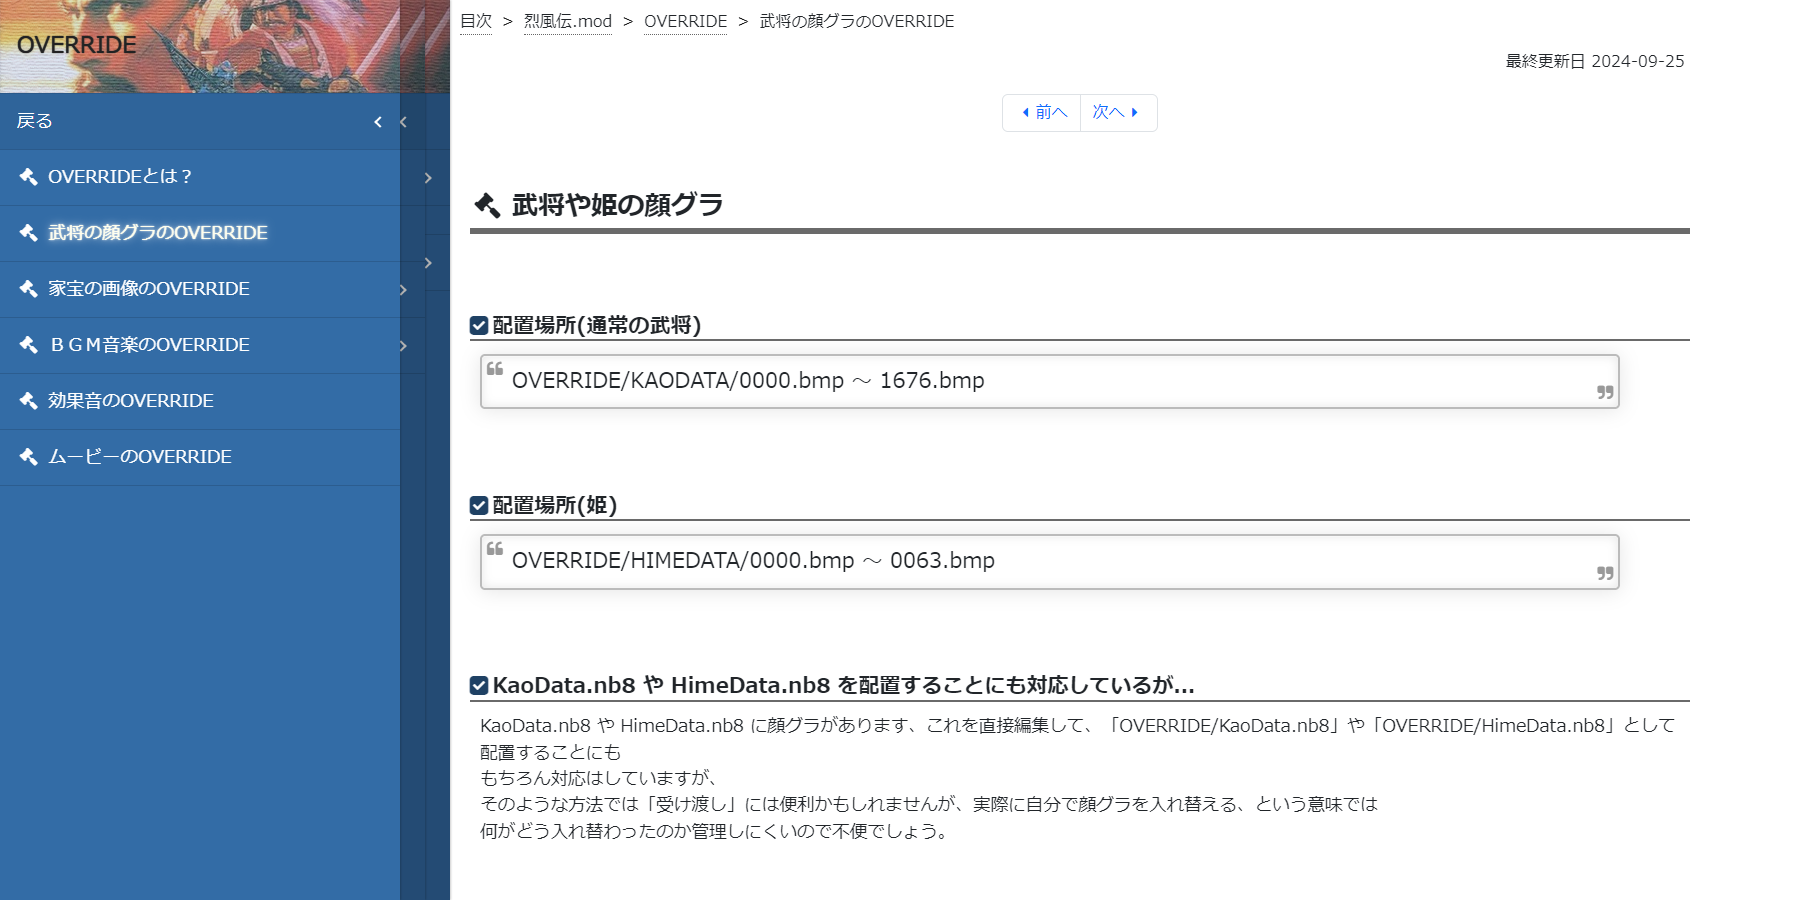 OVERRIDE
戻る
OVERRIDEとは？
武将の顔グラのOVERRIDE
家宝の画像のOVERRIDE
ＢＧＭ音楽のOVERRIDE
効果音のOVERRIDE
ムービーのOVERRIDE
目次 > 烈風伝.mod > OVERRIDE > 武将の顔グラのOVERRIDE
最終更新日 2024-09-25
前へ 次へ
武将や姫の顔グラ
配置場所(通常の武将)
OVERRIDE/KAODATA/0000.bmp ～ 1676.bmp
配置場所(姫)
OVERRIDE/HIMEDATA/0000.bmp ～ 0063.bmp
KaoData.nb8 や HimeData.nb8 を配置することにも対応しているが...
KaoData.nb8 や HimeData.nb8 に顔グラがあります、これを直接編集して、「OVERRIDE/KaoData.nb8」や「OVERRIDE/HimeData.nb8」として
配置することにも
もちろん対応はしていますが、
そのような方法では「受け渡し」には便利かもしれませんが、実際に自分で顔グラを入れ替える、という意味では
何がどう入れ替わったのか管理しにくいので不便でしょう。